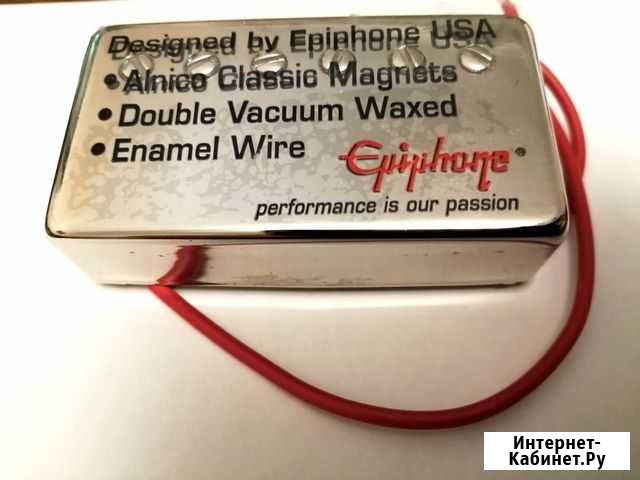 Designed by Epiphone USA
• Alnico Classic Magnets
• Double Vacuum Waxed
• Enamel Wire
Epiphone®
performance is our passion
Интернет-
Кабинет.Ру